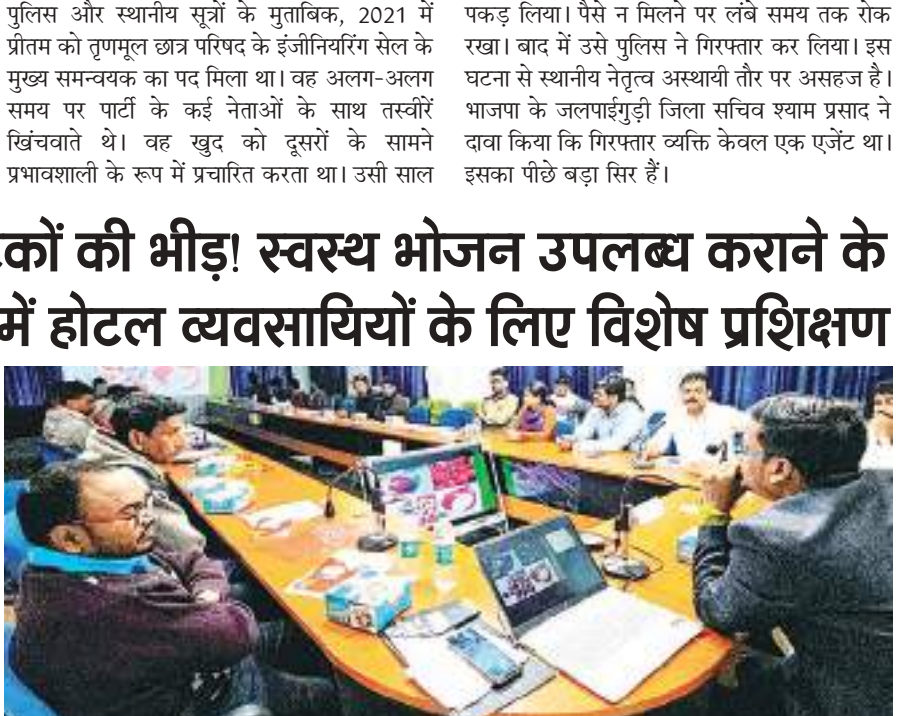 पुलिस और स्थानीय सूत्रों के मुताबिक, 2021 में
प्रीतम को तृणमूल छात्र परिषद के इंजीनियरिंग सेल के
मुख्य समन्वयक का पद मिला था। वह अलग-अलग
समय पर पार्टी के कई नेताओं के साथ तस्वीरें
खिंचवाते थे। वह खुद को दूसरों के सामने
प्रभावशाली के रूप में प्रचारित करता था। उसी साल
पकड़ लिया। पैसे न मिलने पर लंबे समय तक रोक
रखा। बाद में उसे पुलिस ने गिरफ्तार कर लिया। इस
घटना से स्थानीय नेतृत्व अस्थायी तौर पर असहज है।
भाजपा के जलपाईगुड़ी जिला सचिव श्याम प्रसाद ने
दावा किया कि गिरफ्तार व्यक्ति केवल एक एजेंट था।
इसका पीछे बड़ा सिर हैं।
की भीड़! स्वस्थ भोजन उपलब्ध कराने के
में होटल व्यवसायियों के लिए विशेष प्रशिक्षण